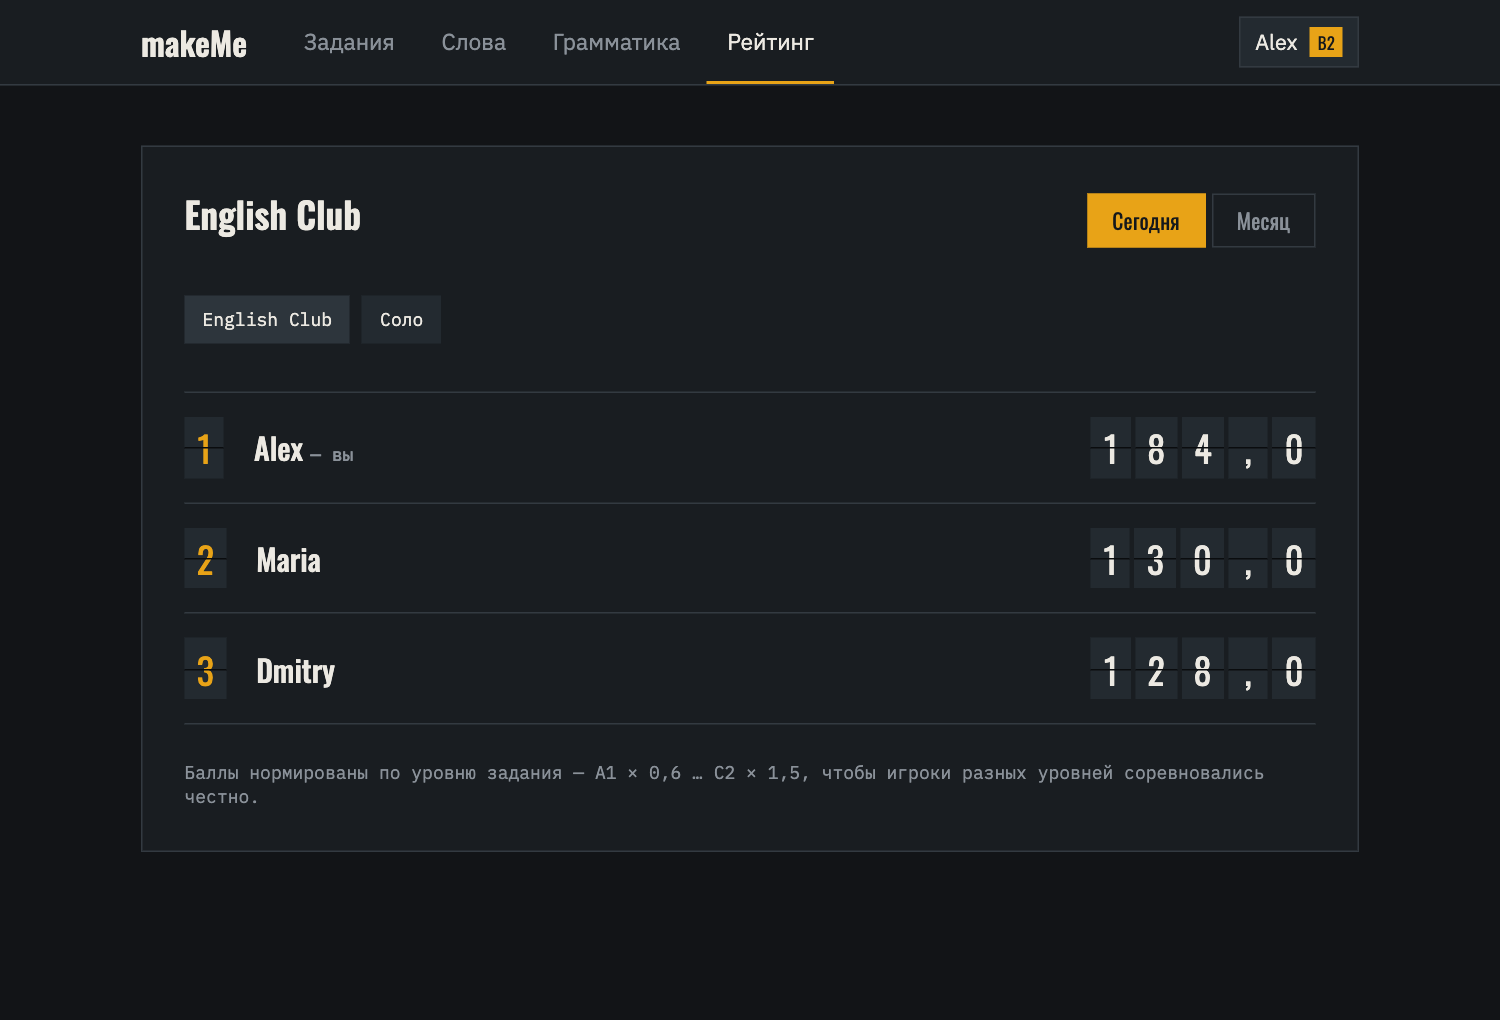 makeMe Задания Слова Грамматика Рейтинг Alex B2
English Club Сегодня Месяц
English Club Соло
1 Alex — вы 184,0
2 Maria 130,0
3 Dmitry 128,0
Баллы нормированы по уровню задания — A1 × 0,6 … C2 × 1,5, чтобы игроки разных уровней соревновались
честно.